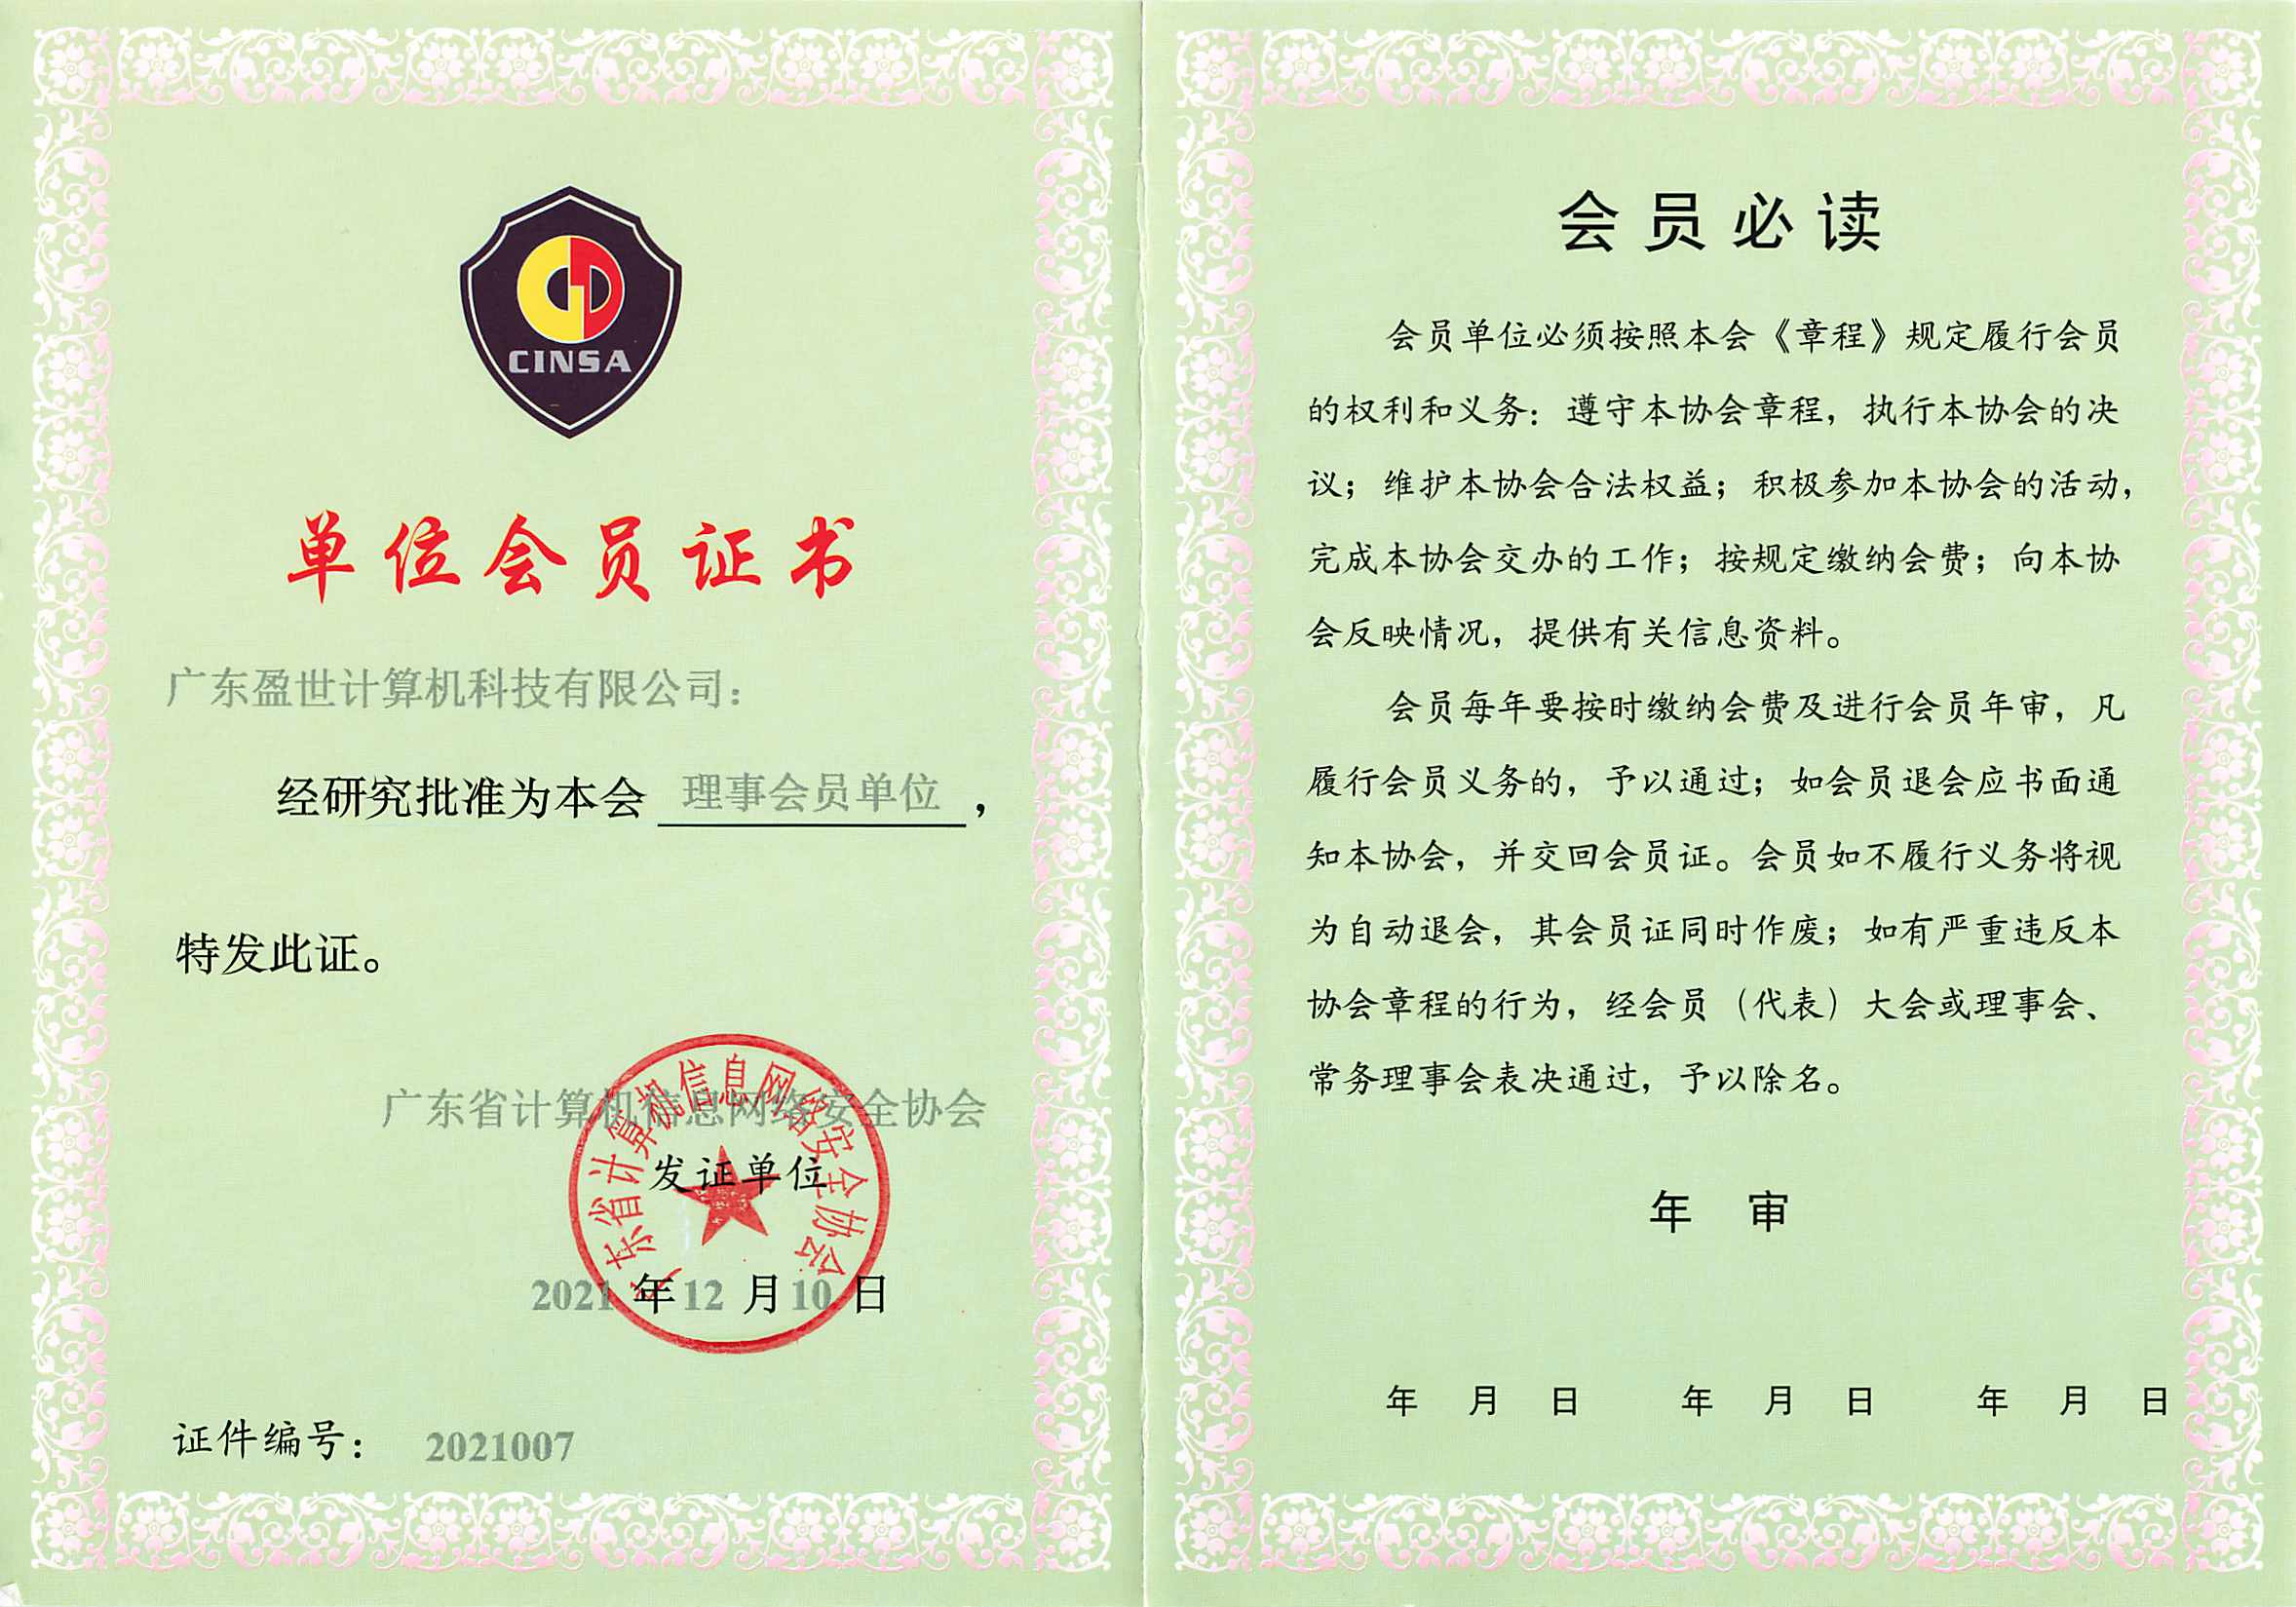 CINSA
单位会员证书
广东盈世计算机科技有限公司：
经研究批准为本会 理事会员单位，
特发此证。
广东省计算机信息网络安全协会
广东省计算机信息网络安全协会
发证单位
2021 年 12 月 10 日
证件编号： 2021007
会员必读
会员单位必须按照本会《章程》规定履行会员
的权利和义务：遵守本协会章程，执行本协会的决
议；维护本协会合法权益；积极参加本协会的活动，
完成本协会交办的工作；按规定缴纳会费；向本协
会反映情况，提供有关信息资料。
会员每年要按时缴纳会费及进行会员年审，凡
履行会员义务的，予以通过；如会员退会应书面通
知本协会，并交回会员证。会员如不履行义务将视
为自动退会，其会员证同时作废；如有严重违反本
协会章程的行为，经会员（代表）大会或理事会、
常务理事会表决通过，予以除名。
年 审
年 月 日 年 月 日 年 月 日